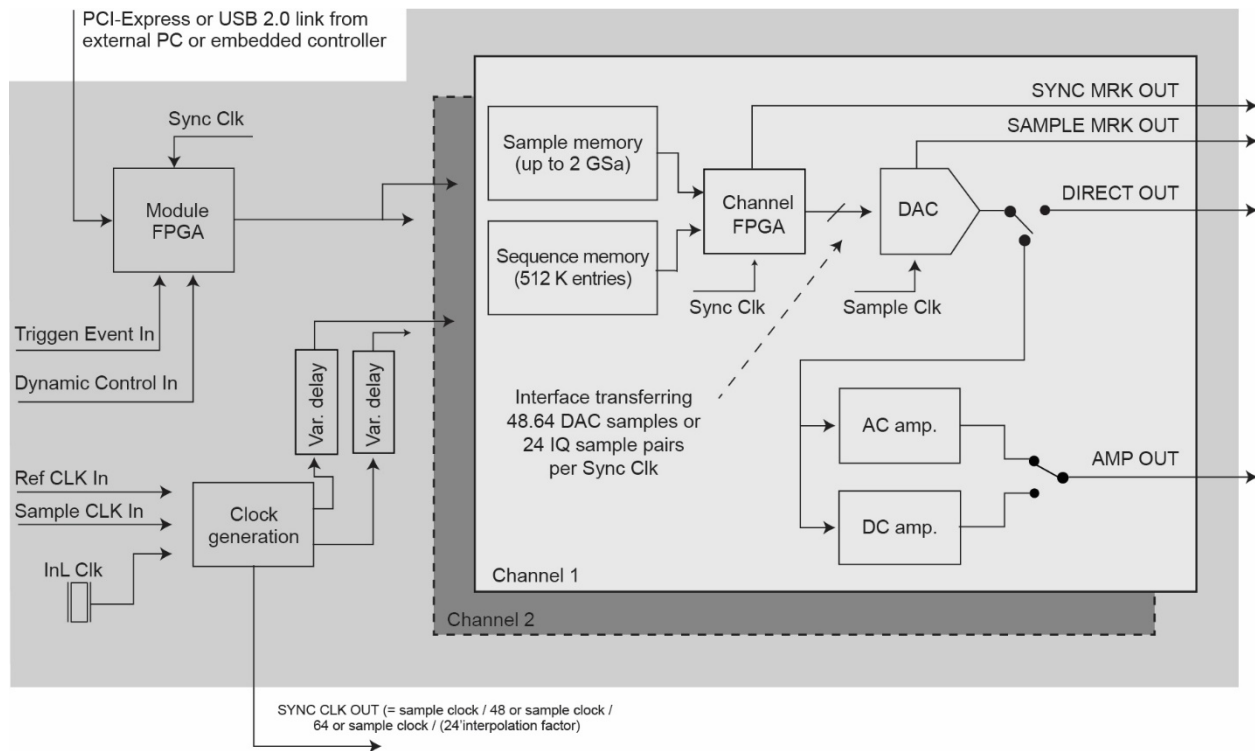 PCI-Express or USB 2.0 link from
external PC or embedded controller
SYNC MRK OUT
Sync Clk
Sample memory
(up to 2 GSa)
SAMPLE MRK OUT
Module
FPGA
Channel
FPGA
DAC
DIRECT OUT
Sequence memory
(512 K entries)
Sync Clk
Sample Clk
Triggen Event In
Dynamic Control In
Var. delay
Var. delay
Interface transferring
48.64 DAC samples or
24 IQ sample pairs
per Sync Clk
AC amp.
AMP OUT
Ref CLK In
Sample CLK In
Clock
generation
DC amp.
InL Clk
Channel 1
Channel 2
SYNC CLK OUT (= sample clock / 48 or sample clock /
64 or sample clock / (24'interpolation factor)